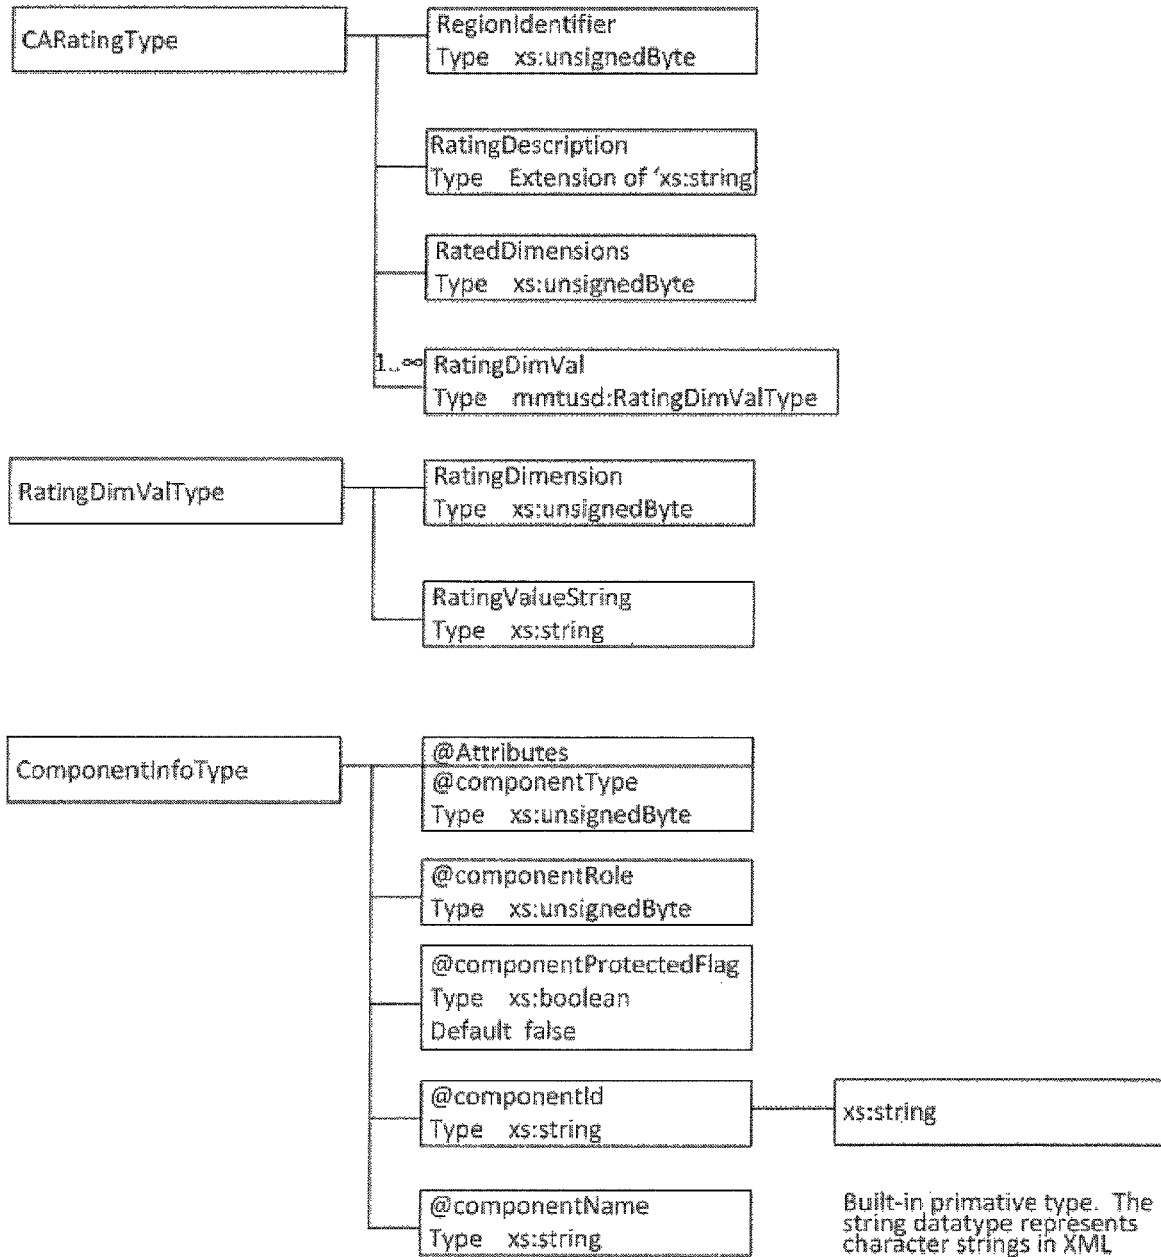 CARatingType
RegionIdentifier
Type xs:unsignedByte
RatingDescription
Type Extension of ‘xs:string’
RatedDimensions
Type xs:unsignedByte
1..∞
RatingDimVal
Type mmtusd:RatingDimValType
RatingDimValType
RatingDimension
Type xs:unsignedByte
RatingValueString
Type xs:string
ComponentInfoType
@Attributes
@componentType
Type xs:unsignedByte
@componentRole
Type xs:unsignedByte
@componentProtectedFlag
Type xs:boolean
Default false
@componentId
Type xs:string
xs:string
@componentName
Type xs:string
Built-in primative type. The
string datatype represents
character strings in XML